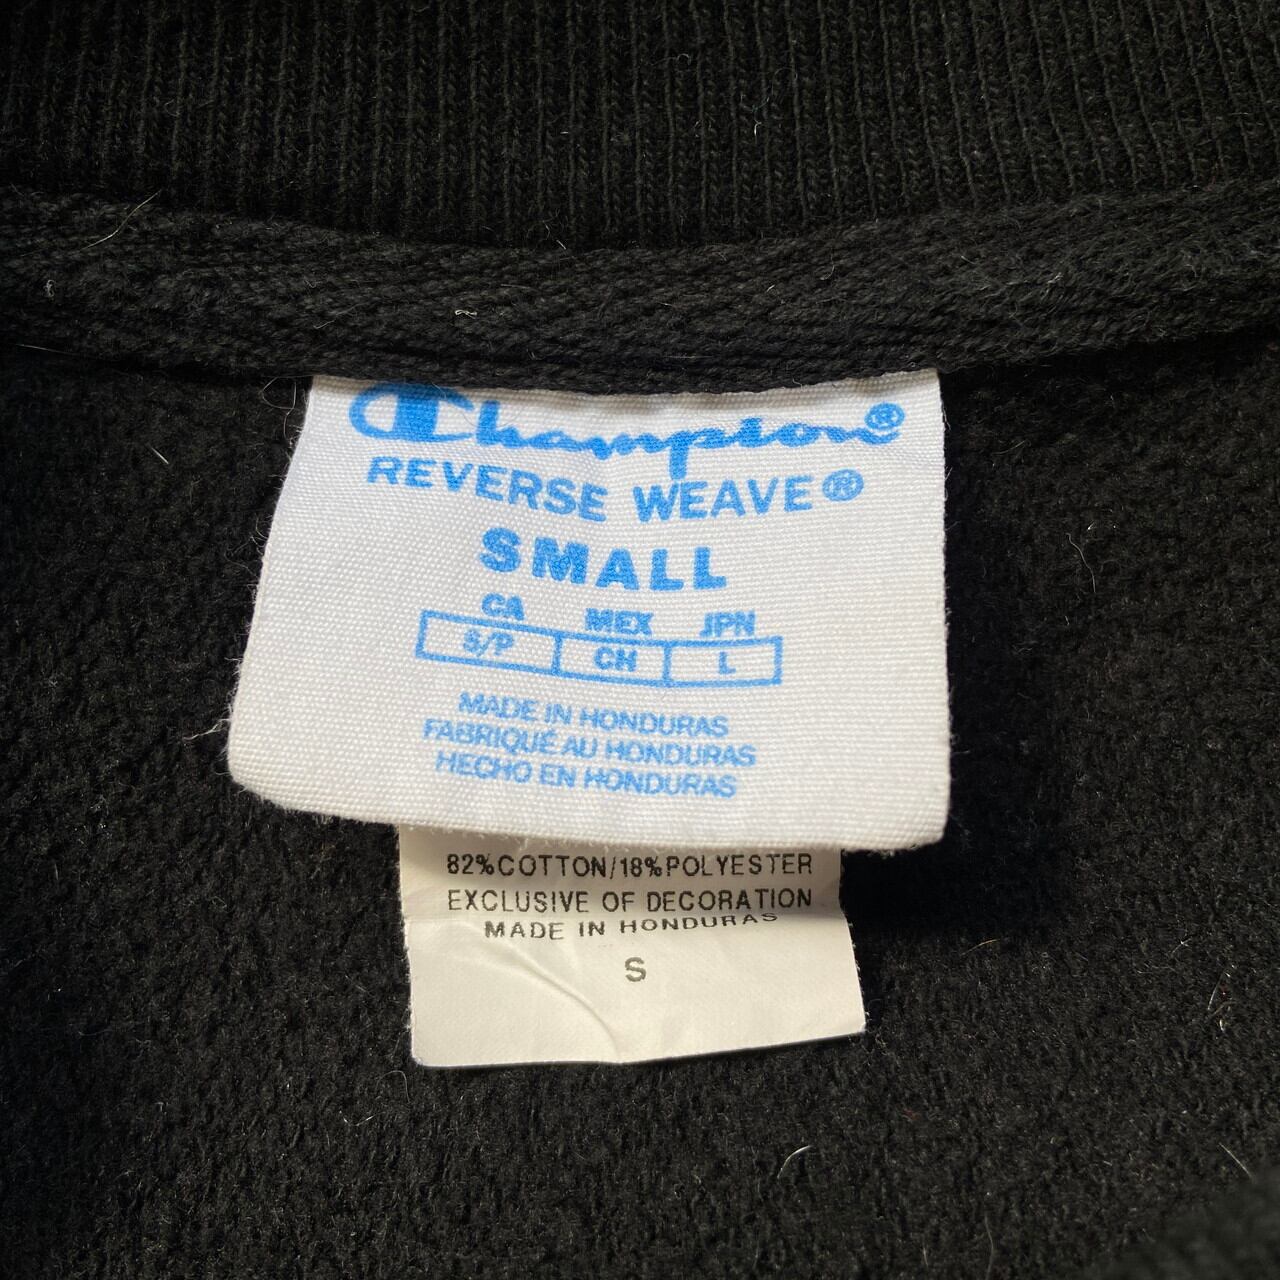 Champion®
REVERSE WEAVE®
SMALL
CA MEX JPN
S/P CH L
MADE IN HONDURAS
FABRIQUÉ AU HONDURAS
HECHO EN HONDURAS
82%COTTON/18%POLYESTER
EXCLUSIVE OF DECORATION
MADE IN HONDURAS
S